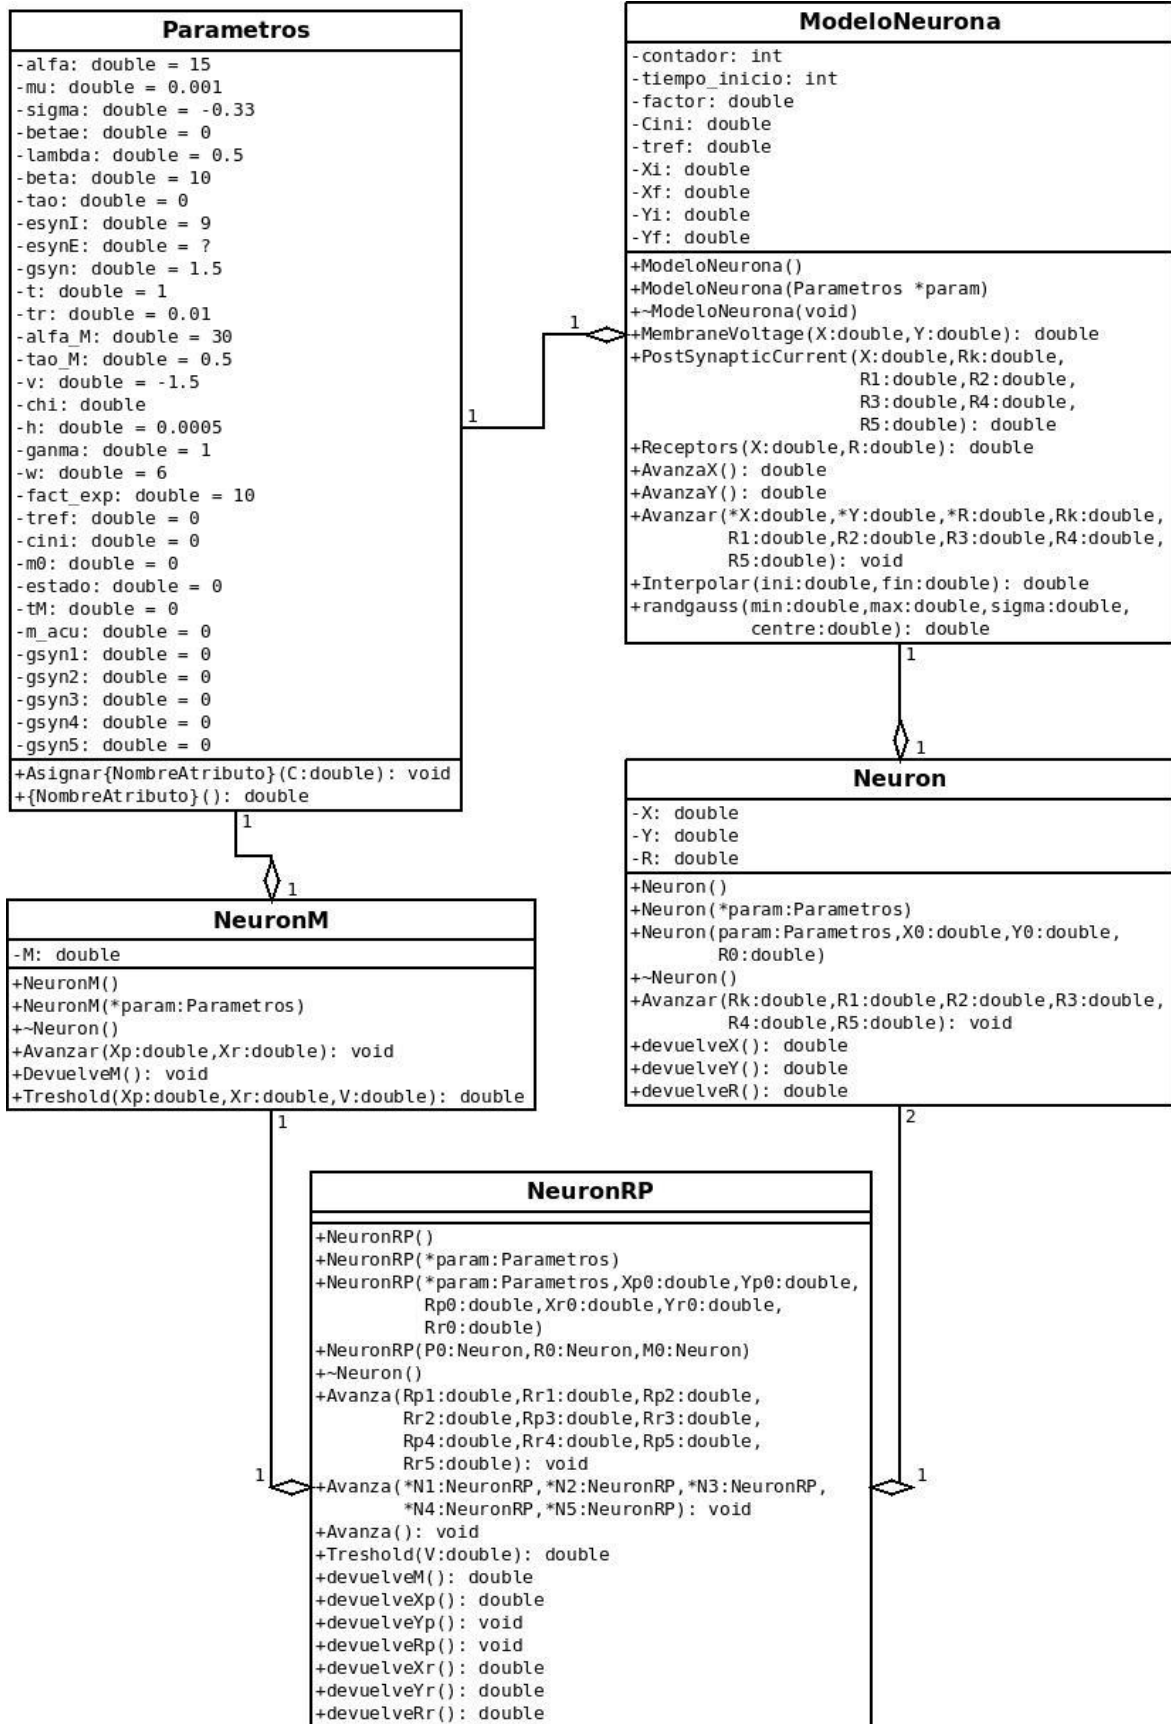 Parametros
-alfa: double = 15
-mu: double = 0.001
-sigma: double = -0.33
-betae: double = 0
-lambda: double = 0.5
-beta: double = 10
-tao: double = 0
-esynI: double = 9
-esynE: double = ?
-gsyn: double = 1.5
-t: double = 1
-tr: double = 0.01
-alfa_M: double = 30
-tao_M: double = 0.5
-v: double = -1.5
-chi: double
-h: double = 0.0005
-ganma: double = 1
-w: double = 6
-fact_exp: double = 10
-tref: double = 0
-cini: double = 0
-m0: double = 0
-estado: double = 0
-tM: double = 0
-m_acu: double = 0
-gsyn1: double = 0
-gsyn2: double = 0
-gsyn3: double = 0
-gsyn4: double = 0
-gsyn5: double = 0
+Asignar{NombreAtributo}(C:double): void
+{NombreAtributo}(): double
1
1
1
1
ModeloNeurona
-contador: int
-tiempo_inicio: int
-factor: double
-Cini: double
-tref: double
-Xi: double
-Xf: double
-Yi: double
-Yf: double
+ModeloNeurona()
+ModeloNeurona(Parametros *param)
+~ModeloNeurona(void)
+MembraneVoltage(X:double,Y:double): double
+PostSynapticCurrent(X:double,Rk:double,
R1:double,R2:double,
R3:double,R4:double,
R5:double): double
+Receptors(X:double,R:double): double
+AvanzaX(): double
+AvanzaY(): double
+Avanzar(*X:double,*Y:double,*R:double,Rk:double,
R1:double,R2:double,R3:double,R4:double,
R5:double): void
+Interpolar(ini:double,fin:double): double
+randgauss(min:double,max:double,sigma:double,
centre:double): double
1
1
Neuron
-X: double
-Y: double
-R: double
+Neuron()
+Neuron(*param:Parametros)
+Neuron(param:Parametros,X0:double,Y0:double,
R0:double)
+~Neuron()
+Avanzar(Rk:double,R1:double,R2:double,R3:double,
R4:double,R5:double): void
+devuelveX(): double
+devuelveY(): double
+devuelveR(): double
2
NeuronM
-M: double
+NeuronM()
+NeuronM(*param:Parametros)
+~Neuron()
+Avanzar(Xp:double,Xr:double): void
+DevuelveM(): void
+Treshold(Xp:double,Xr:double,V:double): double
1
1
1
NeuronRP
+NeuronRP()
+NeuronRP(*param:Parametros)
+NeuronRP(*param:Parametros,Xp0:double,Yp0:double,
Rp0:double,Xr0:double,Yr0:double,
Rr0:double)
+NeuronRP(P0:Neuron,R0:Neuron,M0:Neuron)
+~Neuron()
+Avanza(Rp1:double,Rr1:double,Rp2:double,
Rr2:double,Rp3:double,Rr3:double,
Rp4:double,Rr4:double,Rp5:double,
Rr5:double): void
+Avanza(*N1:NeuronRP,*N2:NeuronRP,*N3:NeuronRP,
*N4:NeuronRP,*N5:NeuronRP): void
+Avanza(): void
+Treshold(V:double): double
+devuelveM(): double
+devuelveXp(): double
+devuelveYp(): void
+devuelveRp(): void
+devuelveXr(): double
+devuelveYr(): double
+devuelveRr(): double